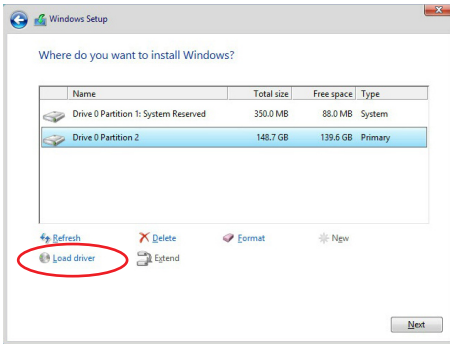 Windows Setup
Where do you want to install Windows?
Name Total size Free space Type
Drive 0 Partition 1: System Reserved 350.0 MB 88.0 MB System
Drive 0 Partition 2 148.7 GB 139.6 GB Primary
Refresh Delete Format New
Load driver Extend
Next